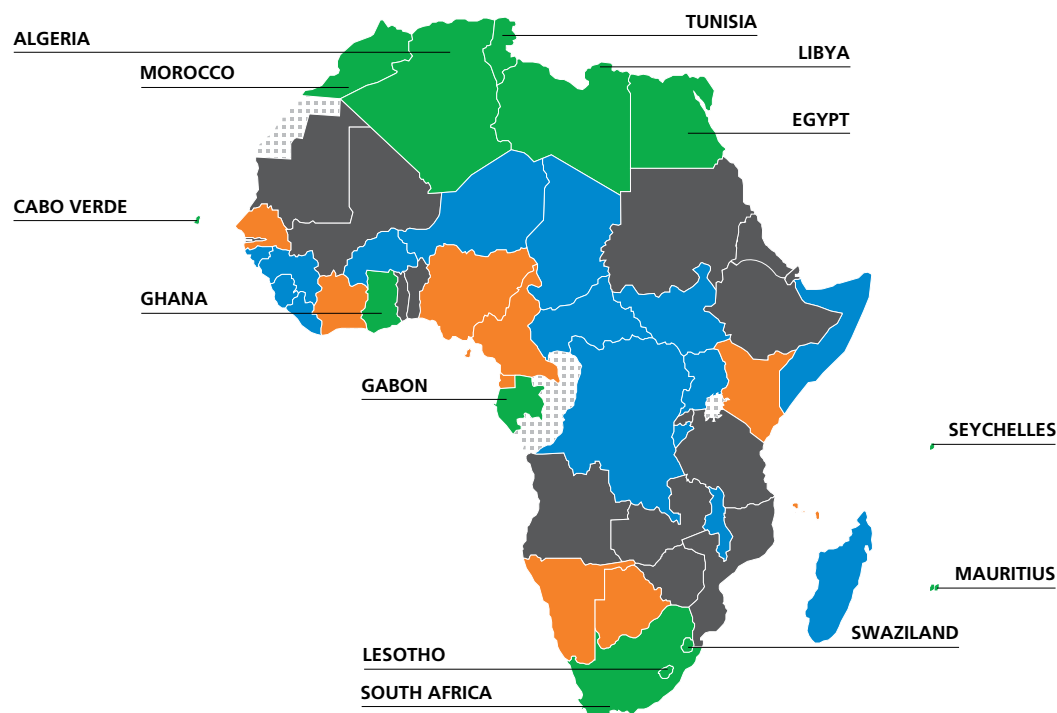 TUNISIA
ALGERIA
LIBYA
MOROCCO
EGYPT
CABO VERDE
GHANA
GABON
SEYCHELLES
MAURITIUS
SWAZILAND
LESOTHO
SOUTH AFRICA